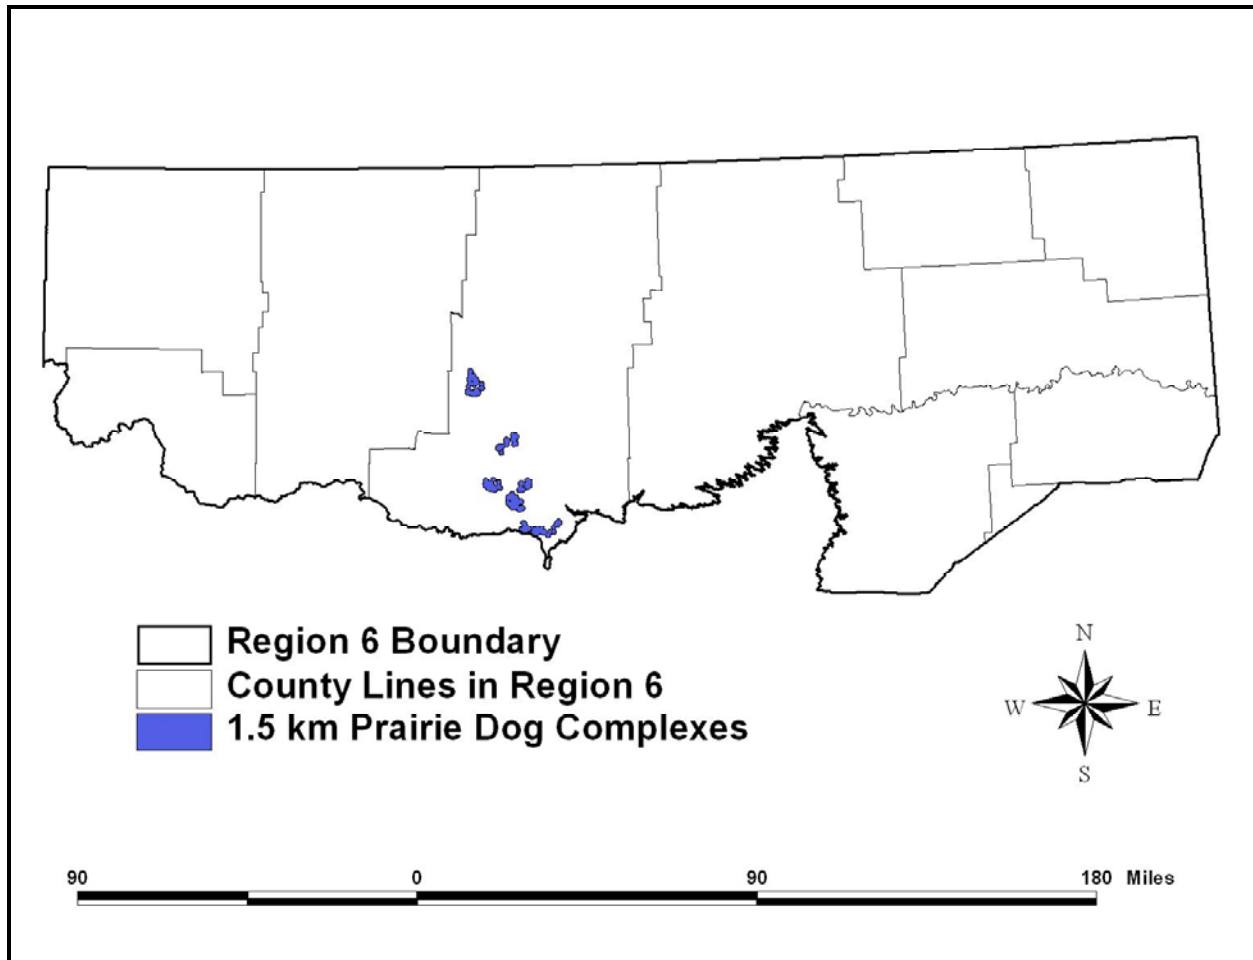 Region 6 Boundary
County Lines in Region 6
1.5 km Prairie Dog Complexes
N
W E
S
90 0 90 180 Miles